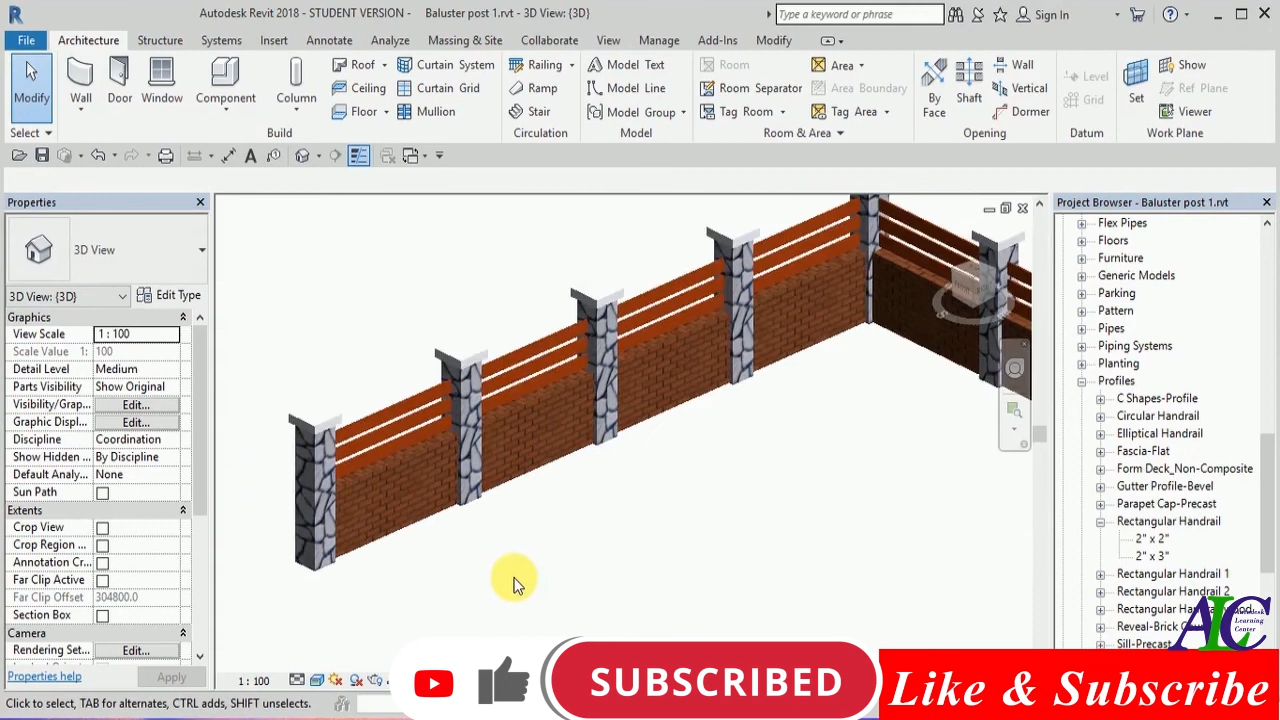 Autodesk Revit 2018 - STUDENT VERSION - Baluster post 1.rvt - 3D View: {3D}
Type a keyword or phrase
Sign In
File Architecture Structure Systems Insert Annotate Analyze Massing & Site Collaborate View Manage Add-Ins Modify
Modify Wall Door Window Component Column
Roof Curtain System
Ceiling Curtain Grid
Floor Mullion
Railing Model Text
Ramp Model Line
Stair Model Group
Room Area
Room Separator Area Boundary
Tag Room Tag Area
By Face Shaft
Wall
Vertical
Dormer
Level
Grid
Set
Show
Ref Plane
Viewer
Select Build Circulation Model Room & Area Opening Datum Work Plane
Properties
3D View
3D View: {3D} Edit Type
Graphics
View Scale 1 : 100
Scale Value 1: 100
Detail Level Medium
Parts Visibility Show Original
Visibility/Grap... Edit...
Graphic Displ... Edit...
Discipline Coordination
Show Hidden ... By Discipline
Default Analy... None
Sun Path
Extents
Crop View
Crop Region ...
Annotation Cr...
Far Clip Active
Far Clip Offset 304800.0
Section Box
Camera
Rendering Set... Edit...
Properties help Apply
Project Browser - Baluster post 1.rvt
Flex Pipes
Floors
Furniture
Generic Models
Parking
Pattern
Pipes
Piping Systems
Planting
Profiles
C Shapes-Profile
Circular Handrail
Elliptical Handrail
Fascia-Flat
Form Deck_Non-Composite
Gutter Profile-Bevel
Parapet Cap-Precast
Rectangular Handrail
2" x 2"
2" x 3"
Rectangular Handrail 1
Rectangular Handrail 2
Rectangular
Reveal-Brick
Sill-Precast
ALC
Autodesk
Learning
Center
1 : 100
Click to select, TAB for alternates, CTRL adds, SHIFT unselects.
SUBSCRIBED
Like & Subscribe